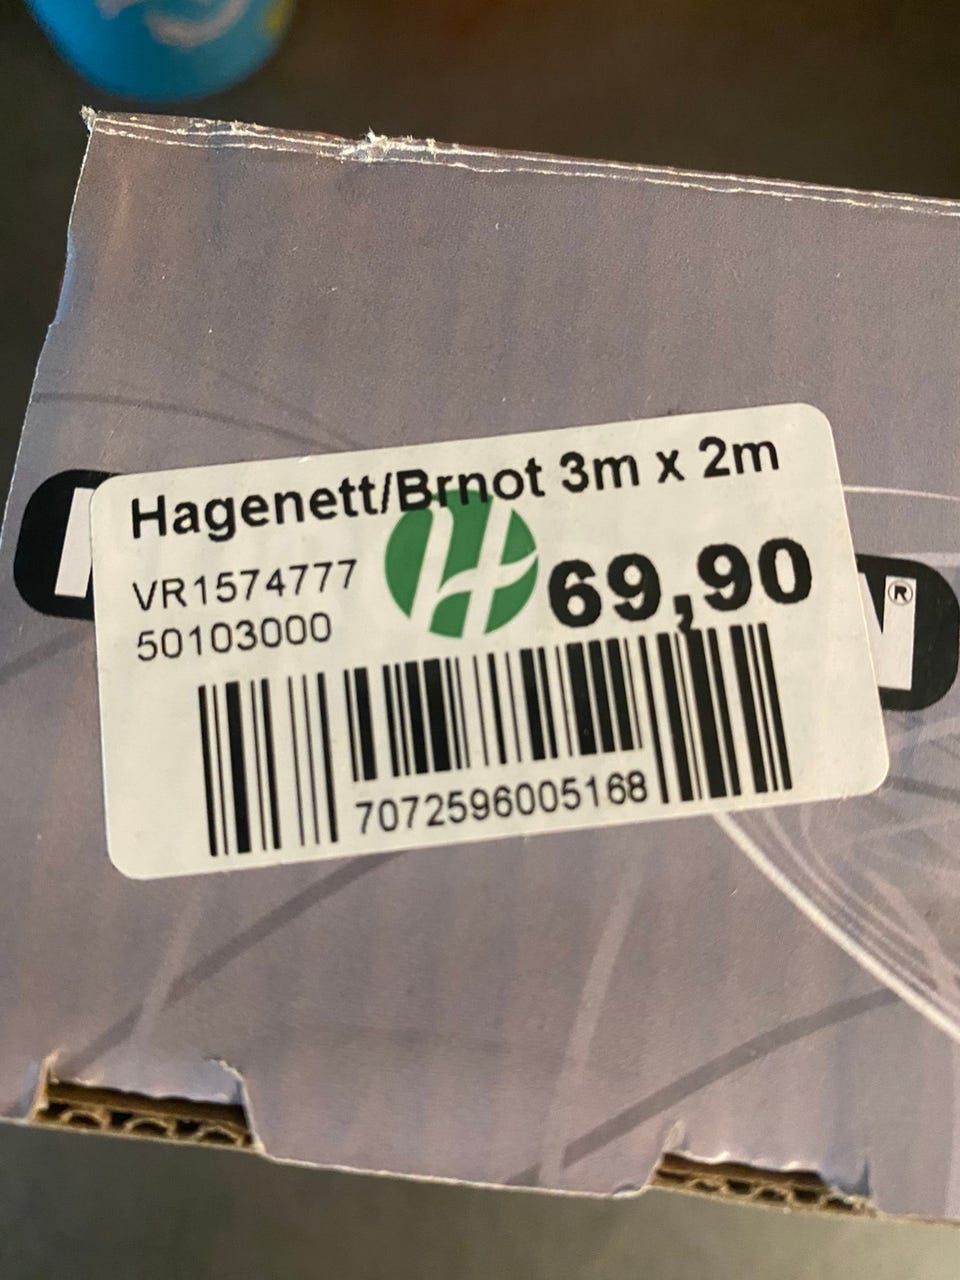 Hagenett/Brnot 3m x 2m
VR1574777
69,90
50103000
7072596005168
N®